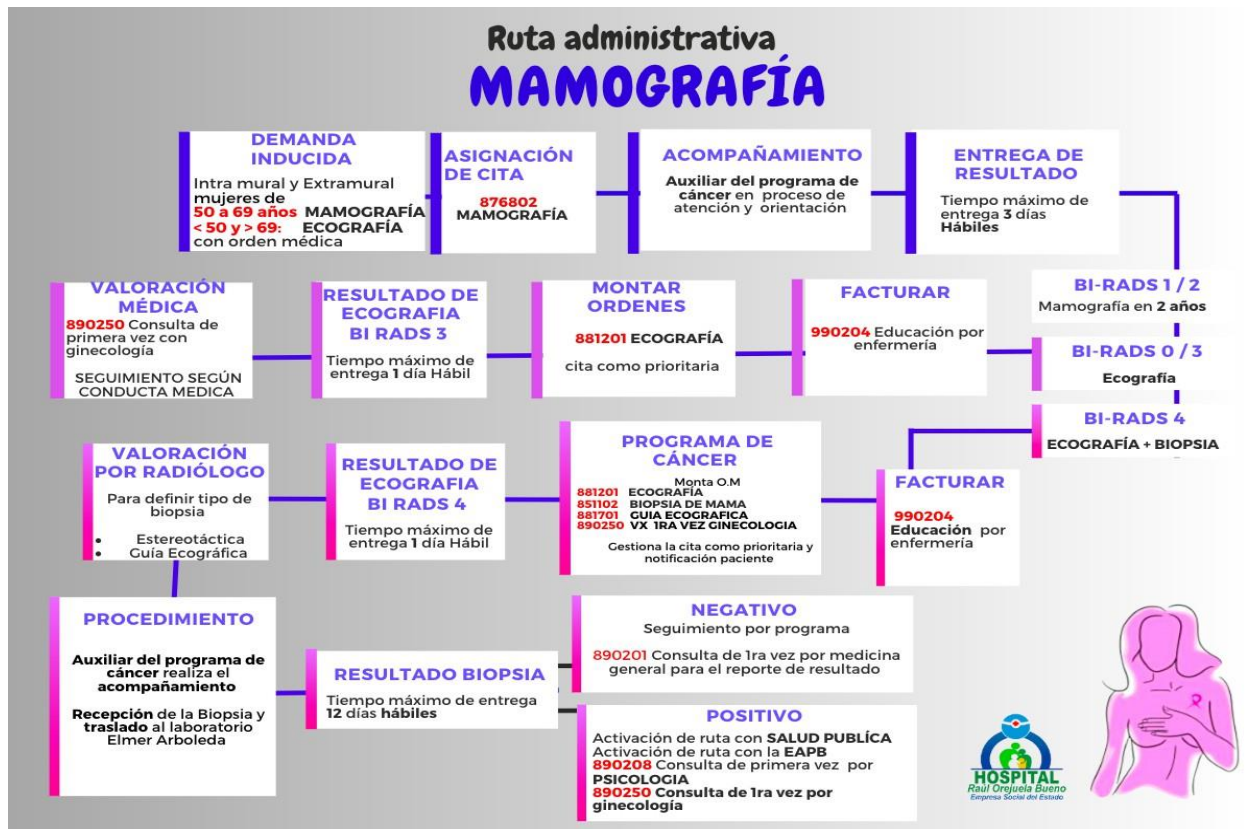 Ruta administrativa
MAMOGRAFÍA
DEMANDA
INDUCIDA
Intra mural y Extramural
mujeres de
50 a 69 años MAMOGRAFÍA
< 50 y > 69: ECOGRAFÍA
con orden médica
ASIGNACIÓN
DE CITA
876802
MAMOGRAFÍA
ACOMPAÑAMIENTO
Auxiliar del programa de
cáncer en proceso de
atención y orientación
ENTREGA DE
RESULTADO
Tiempo máximo de
entrega 3 días
Hábiles
BI-RADS 1 / 2
Mamografía en 2 años
BI-RADS 0 / 3
Ecografía
BI-RADS 4
ECOGRAFÍA + BIOPSIA
FACTURAR
990204 Educación por
enfermería
MONTAR
ORDENES
881201 ECOGRAFÍA
cita como prioritaria
RESULTADO DE
ECOGRAFIA
BI RADS 3
Tiempo máximo de
entrega 1 día Hábil
VALORACIÓN
MÉDICA
890250 Consulta de
primera vez con
ginecología
SEGUIMIENTO SEGÚN
CONDUCTA MEDICA
FACTURAR
990204
Educación por
enfermería
PROGRAMA DE
CÁNCER
Monta O.M
881201 ECOGRAFÍA
851102 BIOPSIA DE MAMA
881701 GUIA ECOGRAFICA
890250 VX 1RA VEZ GINECOLOGIA
Gestiona la cita como prioritaria y
notificación paciente
RESULTADO DE
ECOGRAFIA
BI RADS 4
Tiempo máximo de
entrega 1 día Hábil
VALORACIÓN
POR RADIÓLOGO
Para definir tipo de
biopsia
• Estereotáctica
• Guía Ecográfica
PROCEDIMIENTO
Auxiliar del programa de
cáncer realiza el
acompañamiento
Recepción de la Biopsia y
traslado al laboratorio
Elmer Arboleda
RESULTADO BIOPSIA
Tiempo máximo de entrega
12 días hábiles
NEGATIVO
Seguimiento por programa
890201 Consulta de 1ra vez por medicina
general para el reporte de resultado
POSITIVO
Activación de ruta con SALUD PUBLÍCA
Activación de ruta con la EAPB
890208 Consulta de primera vez por
PSICOLOGIA
890250 Consulta de 1ra vez por
ginecología
HOSPITAL
Raúl Orejuela Bueno
Empresa Social del Estado